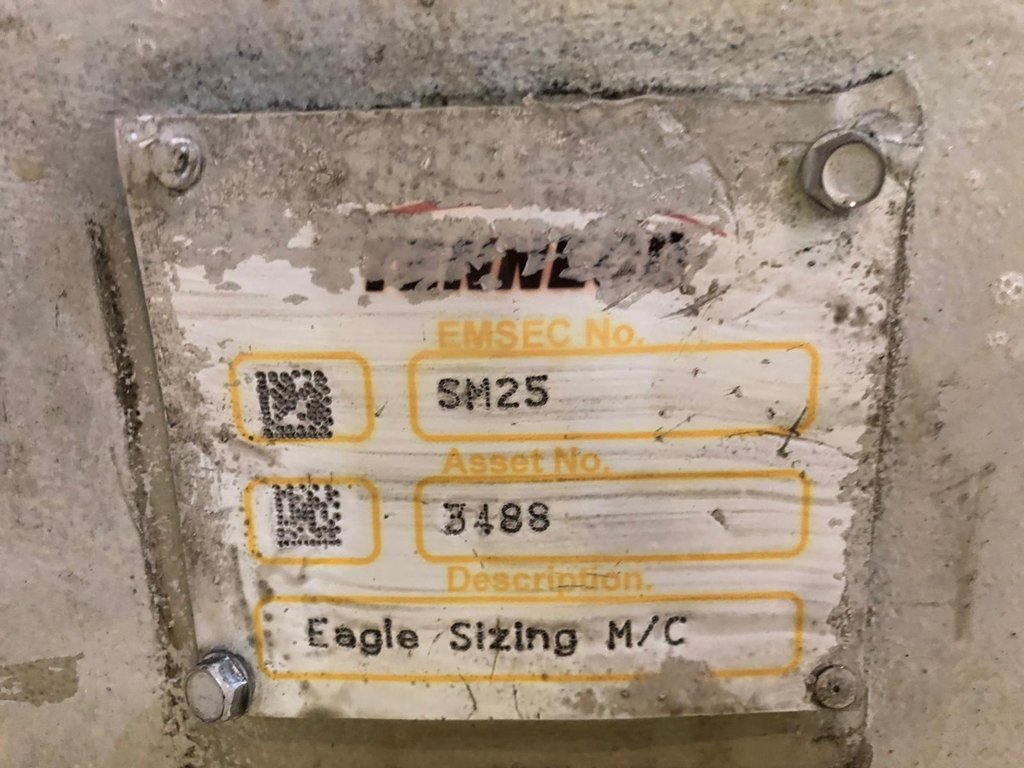 EMSEC No.
SM25
Asset No.
3488
Description.
Eagle Sizing M/C